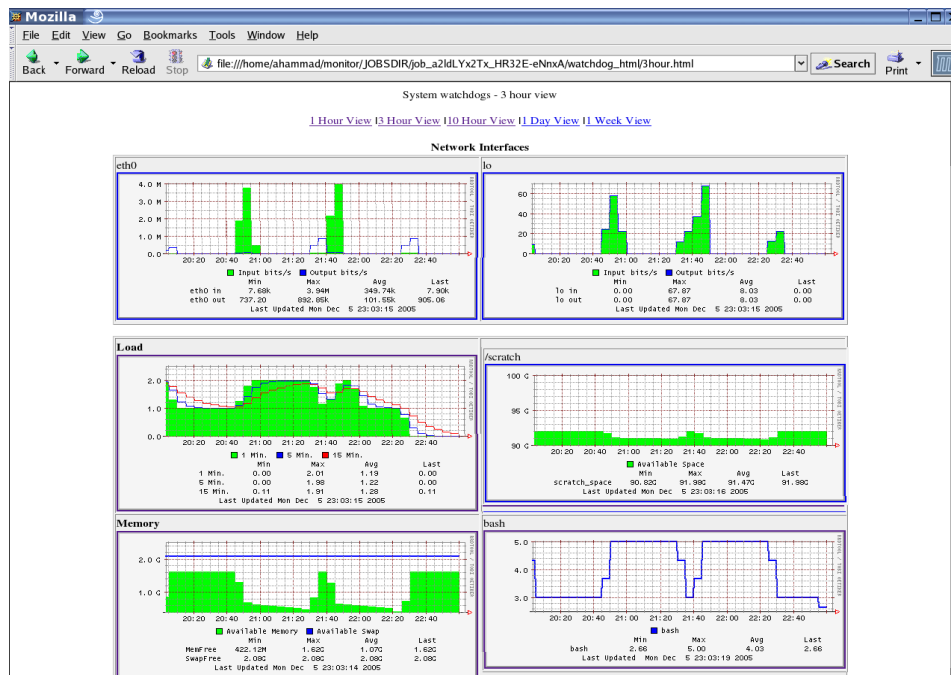 Mozilla
File Edit View Go Bookmarks Tools Window Help
Back Forward Reload Stop file:///home/ahammad/monitor/JOBSDIR/job_a2ldLYx2Tx_HR32E-eNnxA/watchdog_html/3hour.html Search Print
System watchdogs - 3 hour view
1 Hour View |3 Hour View |10 Hour View |1 Day View |1 Week View
Network Interfaces
eth0
4.0 M
3.0 M
2.0 M
1.0 M
0.0
20:20 20:40 21:00 21:20 21:40 22:00 22:20 22:40
Input bits/s Output bits/s
Min Max Avg Last
eth0 in 7.68k 3.94M 349.74k 7.90k
eth0 out 737.20 892.85k 101.55k 905.06
Last Updated Mon Dec 5 23:03:15 2005
lo
60
40
20
0
20:20 20:40 21:00 21:20 21:40 22:00 22:20 22:40
Input bits/s Output bits/s
Min Max Avg Last
lo in 0.00 67.87 8.03 0.00
lo out 0.00 67.87 8.03 0.00
Last Updated Mon Dec 5 23:03:15 2005
Load
2.0
1.0
0.0
20:20 20:40 21:00 21:20 21:40 22:00 22:20 22:40
1 Min. 5 Min. 15 Min.
Min Max Avg Last
1 Min. 0.00 2.01 1.19 0.00
5 Min. 0.00 1.98 1.22 0.00
15 Min. 0.11 1.91 1.28 0.11
Last Updated Mon Dec 5 23:03:15 2005
/scratch
100 G
95 G
90 G
20:20 20:40 21:00 21:20 21:40 22:00 22:20 22:40
Available Space
Min Max Avg Last
scratch_space 90.82G 91.98G 91.47G 91.98G
Last Updated Mon Dec 5 23:03:16 2005
Memory
2.0 G
1.0 G
20:20 20:40 21:00 21:20 21:40 22:00 22:20 22:40
Available Memory Available Swap
Min Max Avg Last
MemFree 422.12M 1.62G 1.07G 1.62G
SwapFree 2.08G 2.08G 2.08G 2.08G
Last Updated Mon Dec 5 23:03:14 2005
bash
5.0
4.0
3.0
20:20 20:40 21:00 21:20 21:40 22:00 22:20 22:40
bash
Min Max Avg Last
bash 2.66 5.00 4.03 2.66
Last Updated Mon Dec 5 23:03:19 2005